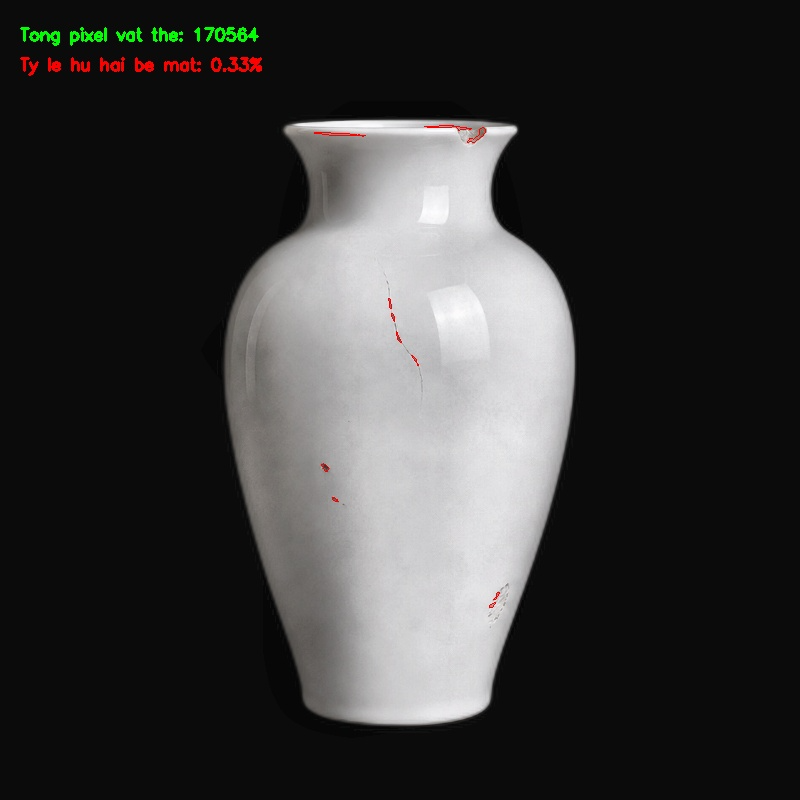 Tong pixel vat the: 170564
Ty le hu hai be mat: 0.33%